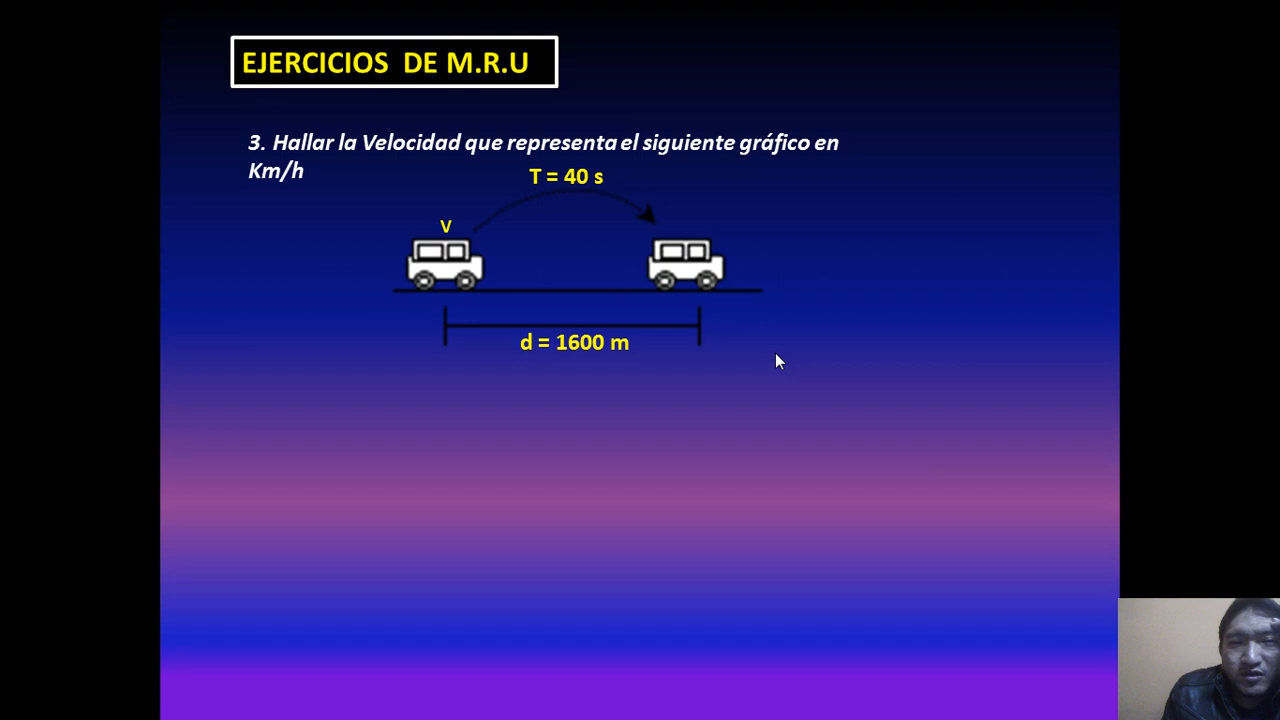 EJERCICIOS DE M.R.U
3. Hallar la Velocidad que representa el siguiente gráfico en
Km/h
T = 40 s
V
d = 1600 m